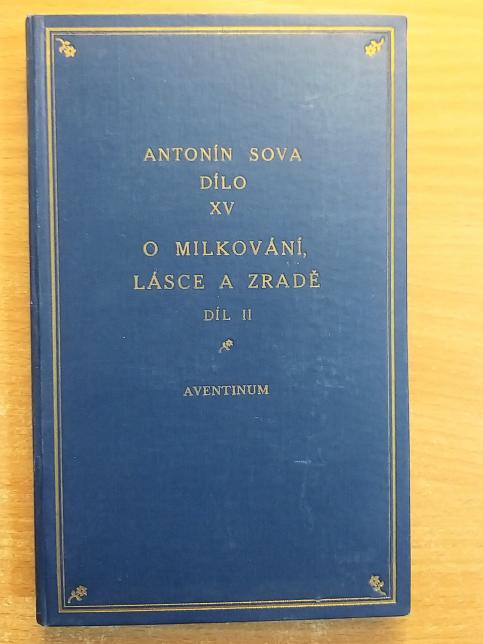 ANTONÍN SOVA
DÍLO
XV
O MILKOVÁNÍ,
LÁSCE A ZRADĚ
DÍL II
AVENTINUM